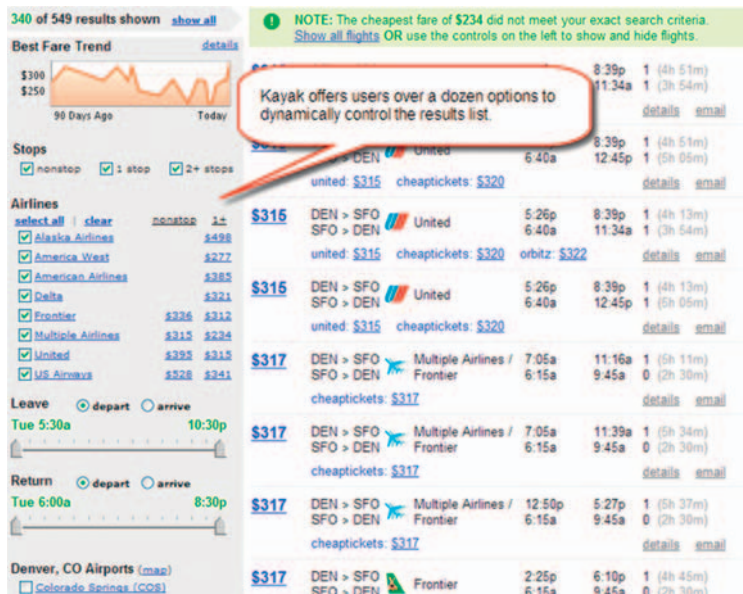 340 of 549 results shown show all
Best Fare Trend details
$300
$250
90 Days Ago Today
Stops
nonstop 1 stop 2+ stops
Airlines
select all | clear nonstop 1+
Alaska Airlines $498
America West $277
American Airlines $385
Delta $321
Frontier $336 $312
Multiple Airlines $315 $234
United $395 $315
US Airways $528 $341
Leave depart arrive
Tue 5:30a 10:30p
Return depart arrive
Tue 6:00a 8:30p
Denver, CO Airports (map)
Colorado Springs (COS)
NOTE: The cheapest fare of $234 did not meet your exact search criteria.
Show all flights OR use the controls on the left to show and hide flights.
8:39p 1 (4h 51m)
11:34a 1 (3h 54m)
details email
Kayak offers users over a dozen options to
dynamically control the results list.
8:39p 1 (4h 51m)
DEN United 6:40a 12:45p 1 (5h 05m)
united: $315 cheaptickets: $320 details email
$315 DEN > SFO United 5:26p 8:39p 1 (4h 13m)
SFO > DEN 6:40a 11:34a 1 (3h 54m)
united: $315 cheaptickets: $320 orbitz: $322 details email
$315 DEN > SFO United 5:26p 8:39p 1 (4h 13m)
SFO > DEN 6:40a 12:45p 1 (5h 05m)
united: $315 cheaptickets: $320 details email
$317 DEN > SFO Multiple Airlines / 7:05a 11:16a 1 (5h 11m)
SFO > DEN Frontier 6:15a 9:45a 0 (2h 30m)
cheaptickets: $317 details email
$317 DEN > SFO Multiple Airlines / 7:05a 11:39a 1 (5h 34m)
SFO > DEN Frontier 6:15a 9:45a 0 (2h 30m)
cheaptickets: $317 details email
$317 DEN > SFO Multiple Airlines / 12:50p 5:27p 1 (5h 37m)
SFO > DEN Frontier 6:15a 9:45a 0 (2h 30m)
cheaptickets: $317 details email
$317 DEN > SFO Frontier 2:25p 6:10p 1 (4h 45m)
SFO > DEN 6:15a 9:45a 0 (2h 30m)